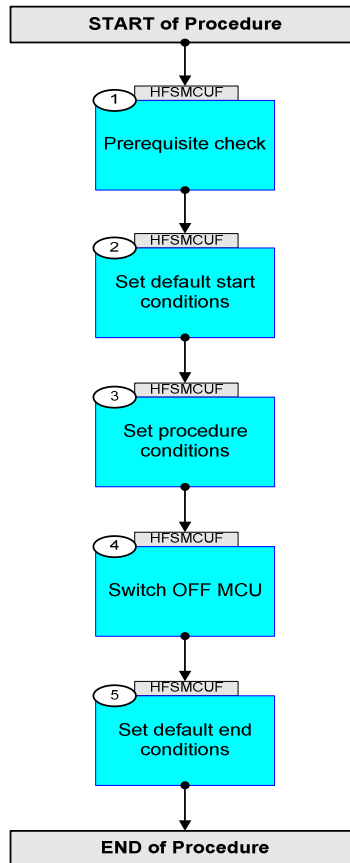 START of Procedure
HFSMCUF
1
Prerequisite check
HFSMCUF
2
Set default start
conditions
HFSMCUF
3
Set procedure
conditions
HFSMCUF
4
Switch OFF MCU
HFSMCUF
5
Set default end
conditions
END of Procedure